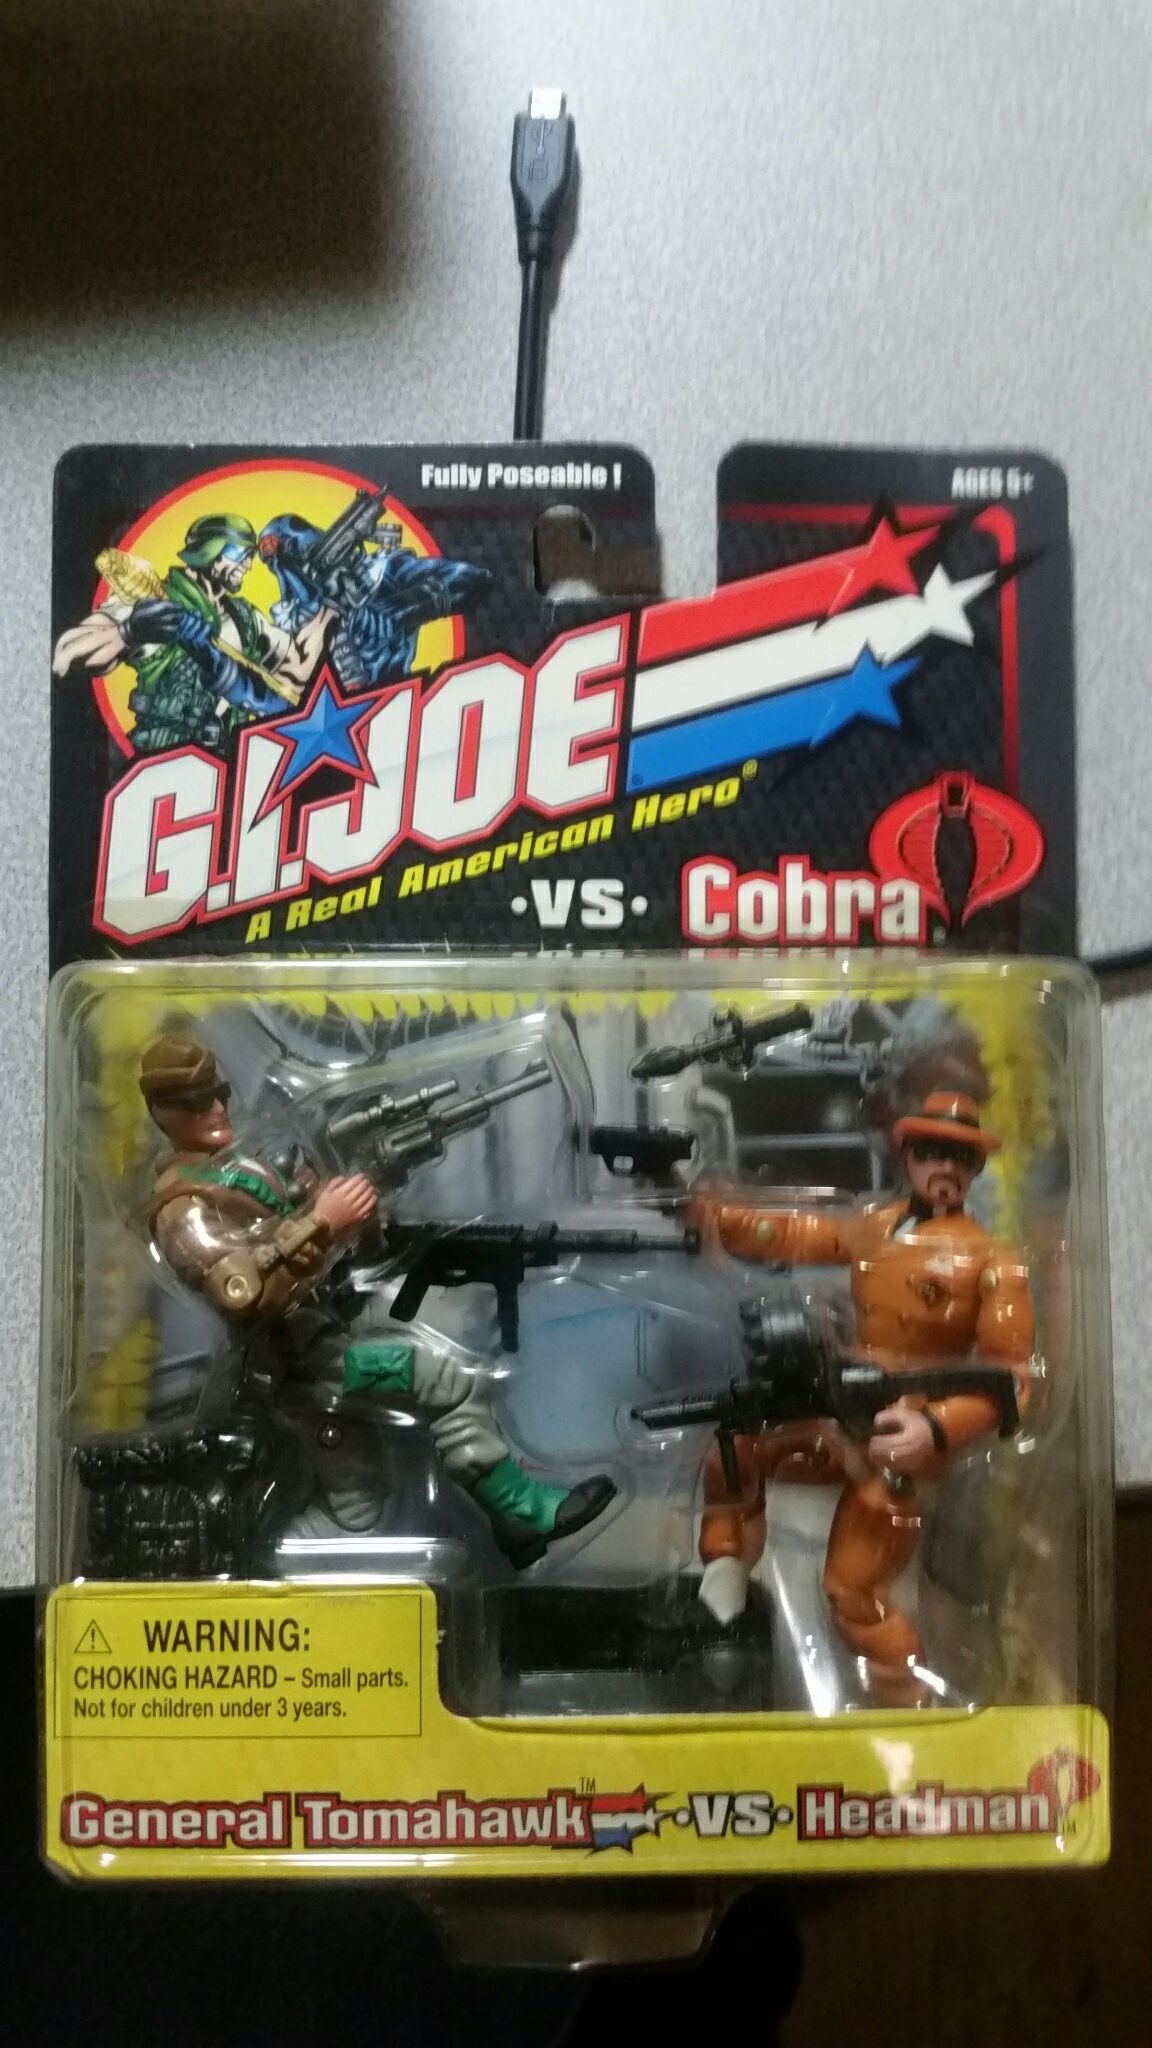 Fully Poseable !
AGES 5+
G.I.JOE
A Real American Hero®
•VS• Cobra
WARNING:
CHOKING HAZARD – Small parts.
Not for children under 3 years.
General Tomahawk™ •VS• Headman™